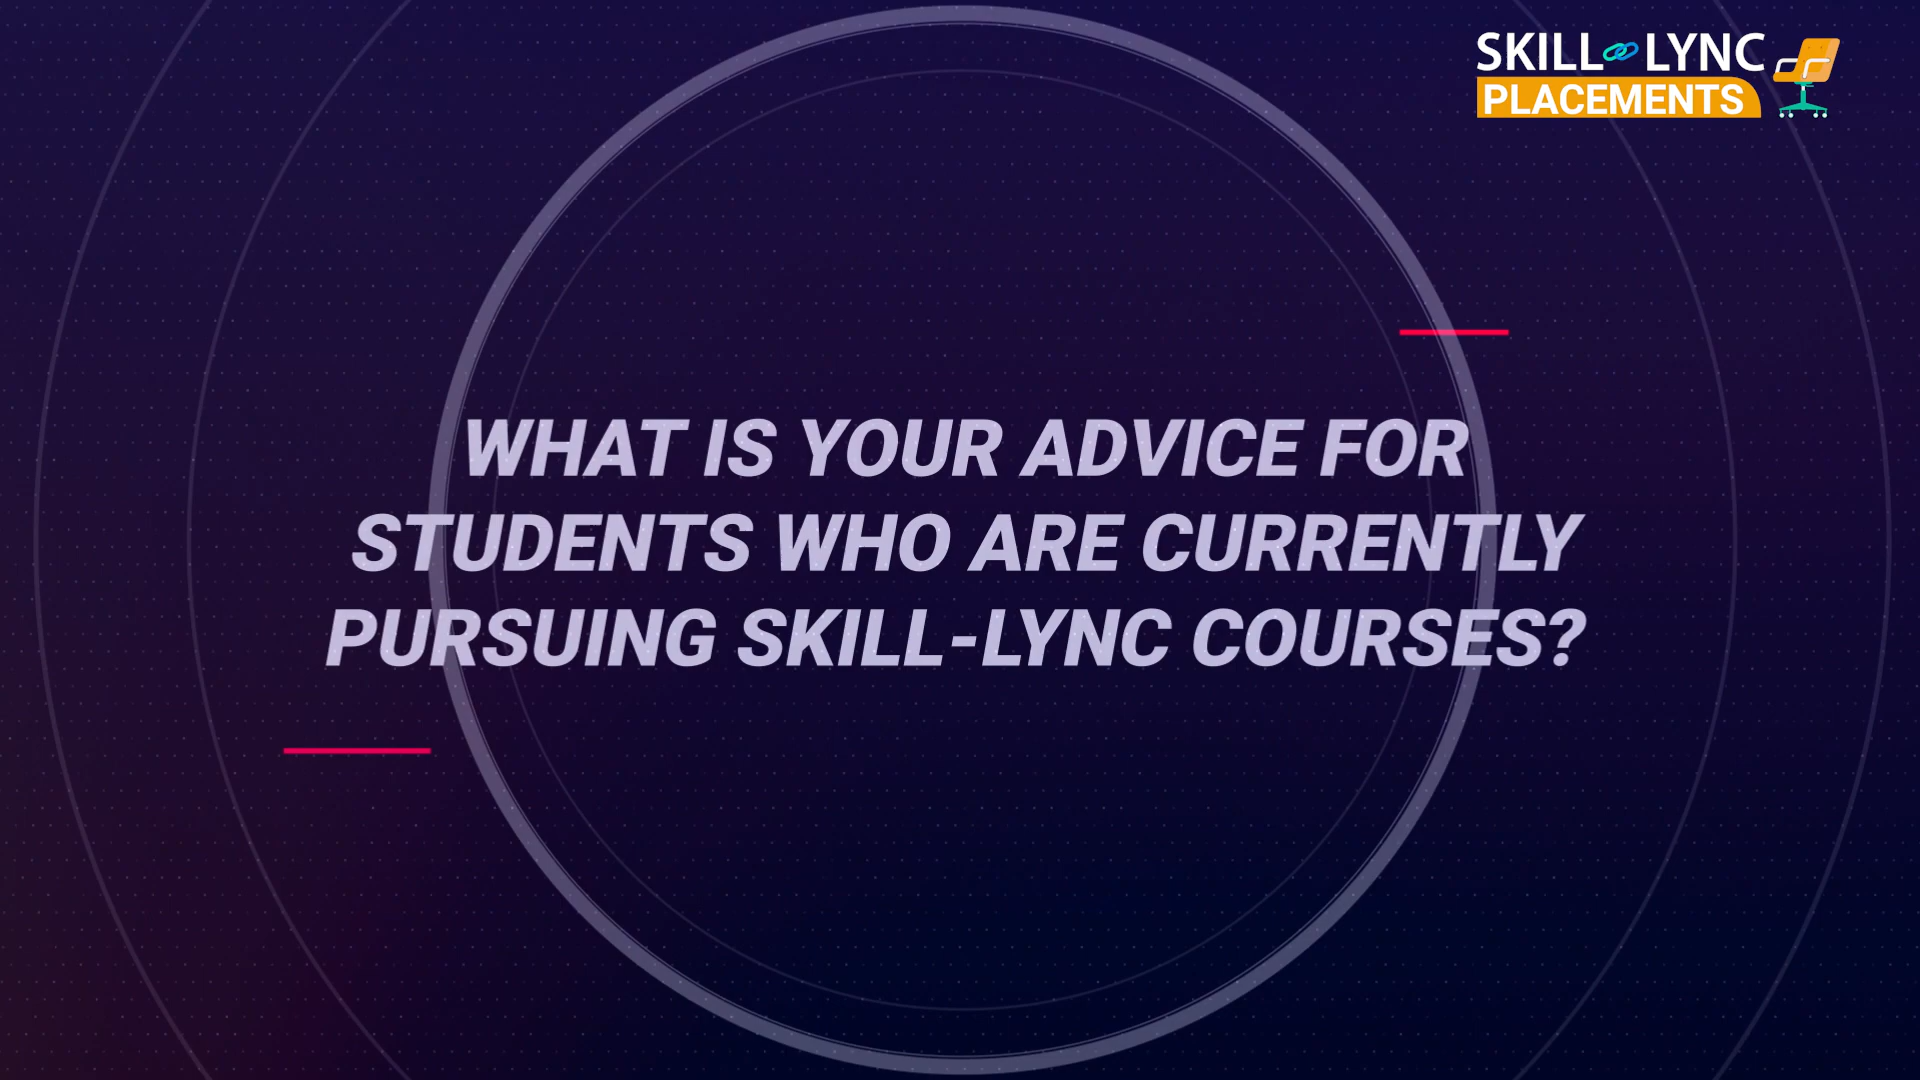 SKILL LYNC
PLACEMENTS
WHAT IS YOUR ADVICE FOR
STUDENTS WHO ARE CURRENTLY
PURSUING SKILL-LYNC COURSES?